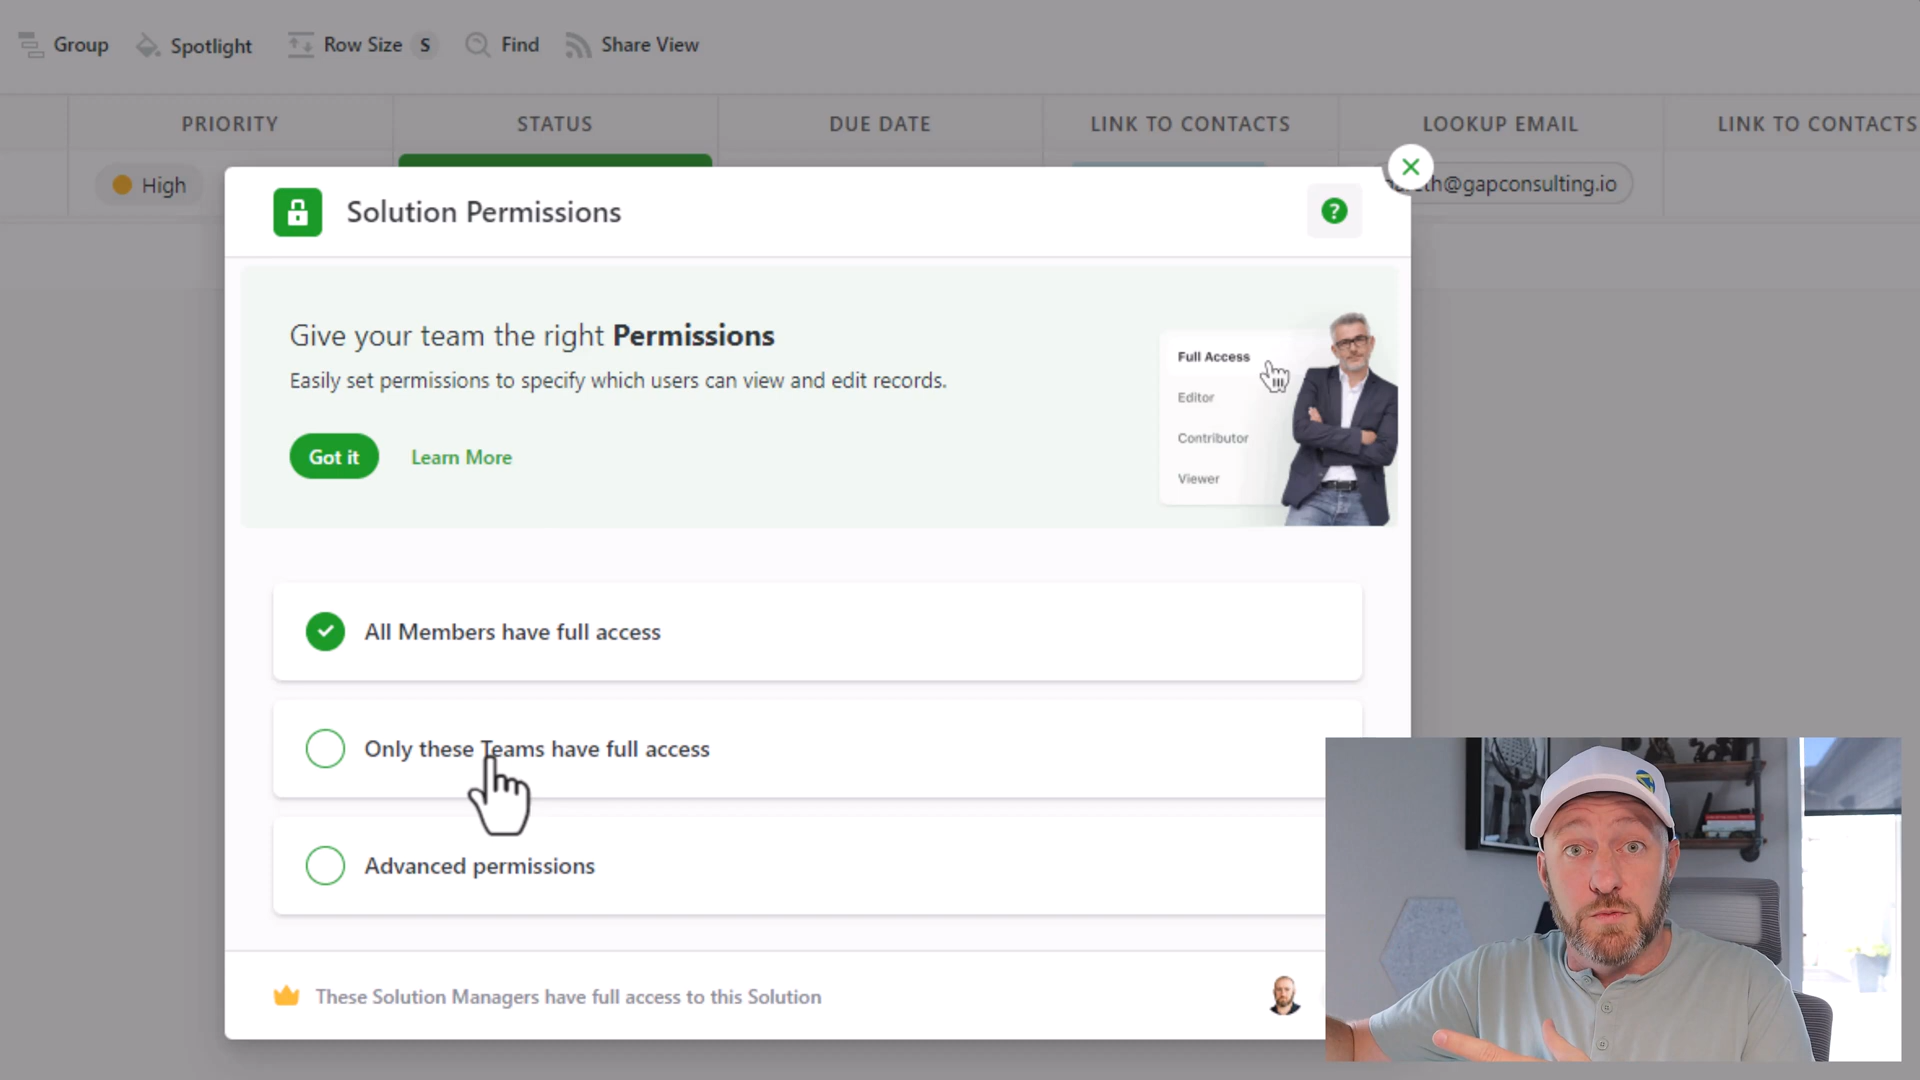 Group
Spotlight
Row Size S
Find
Share View
PRIORITY
STATUS
DUE DATE
LINK TO CONTACTS
LOOKUP EMAIL
LINK TO CONTACTS
High
@gapconsulting.io
Solution Permissions
?
Give your team the right Permissions
Easily set permissions to specify which users can view and edit records.
Got it
Learn More
Full Access
Editor
Contributor
Viewer
All Members have full access
Only these Teams have full access
Advanced permissions
These Solution Managers have full access to this Solution